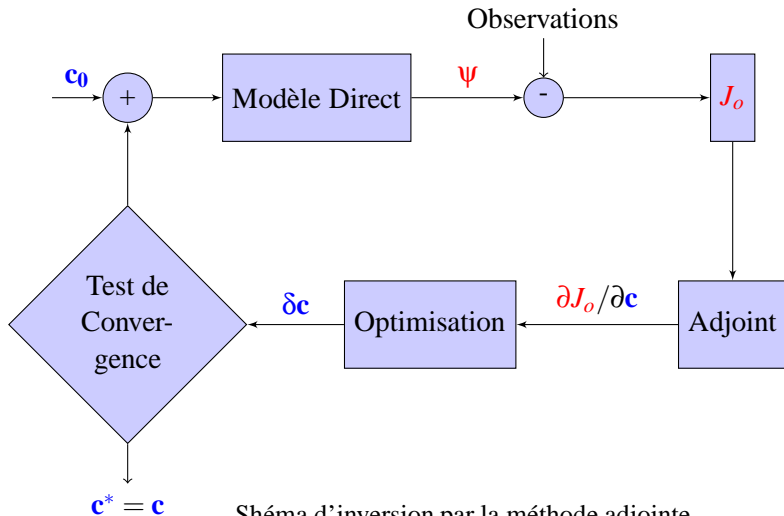 Observations
c₀
+
Modèle Direct
ψ
-
Jₒ
Test de
Conver-
gence
δc
Optimisation
∂Jₒ/∂c
Adjoint
c* = c
Shéma d'inversion par la méthode adjointe